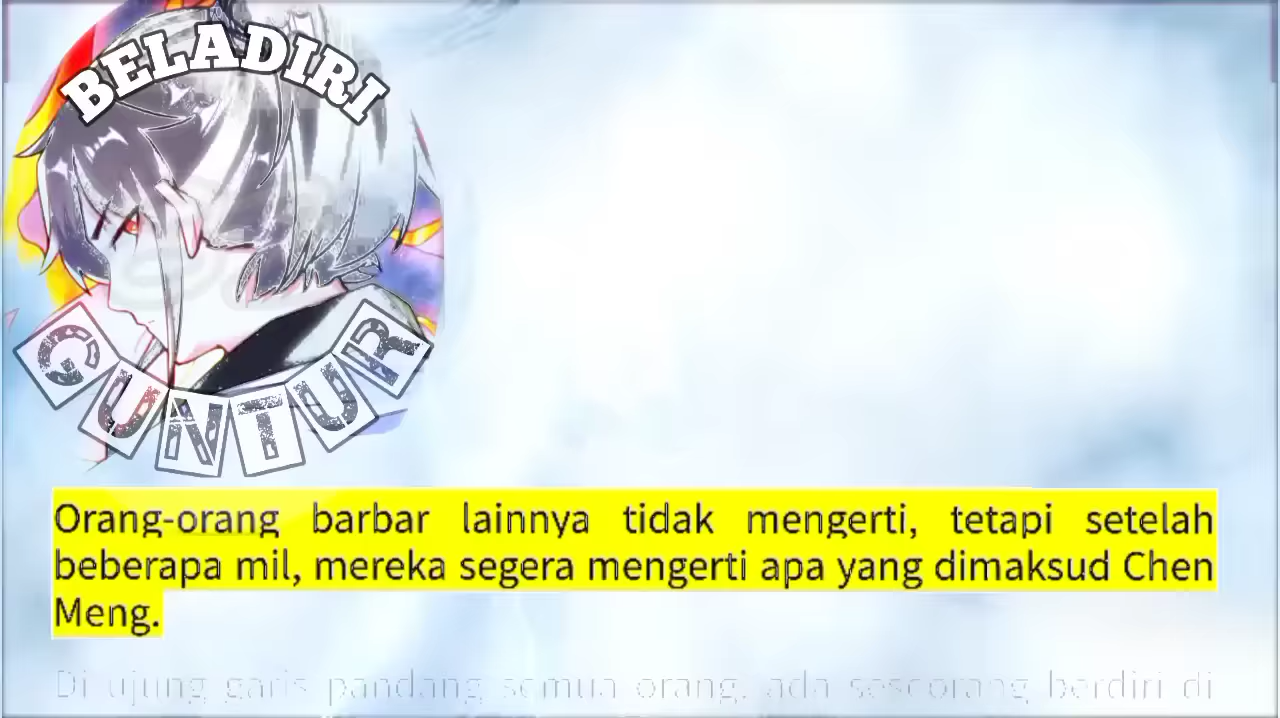 BELADIRI
GUNTUR
Orang-orang barbar lainnya tidak mengerti, tetapi setelah
beberapa mil, mereka segera mengerti apa yang dimaksud Chen
Meng.
Di ujung garis pandang semua orang, ada seseorang berdiri di